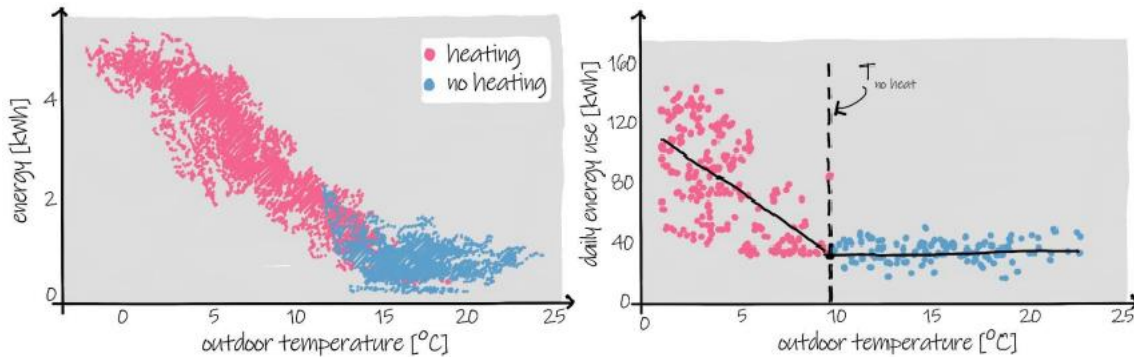 heating
no heating
4
2
0
energy [kWh]
0
5
10
15
20
25
outdoor temperature [°C]
160
120
80
40
0
daily energy use [kWh]
T no heat
0
5
10
15
20
25
outdoor temperature [°C]